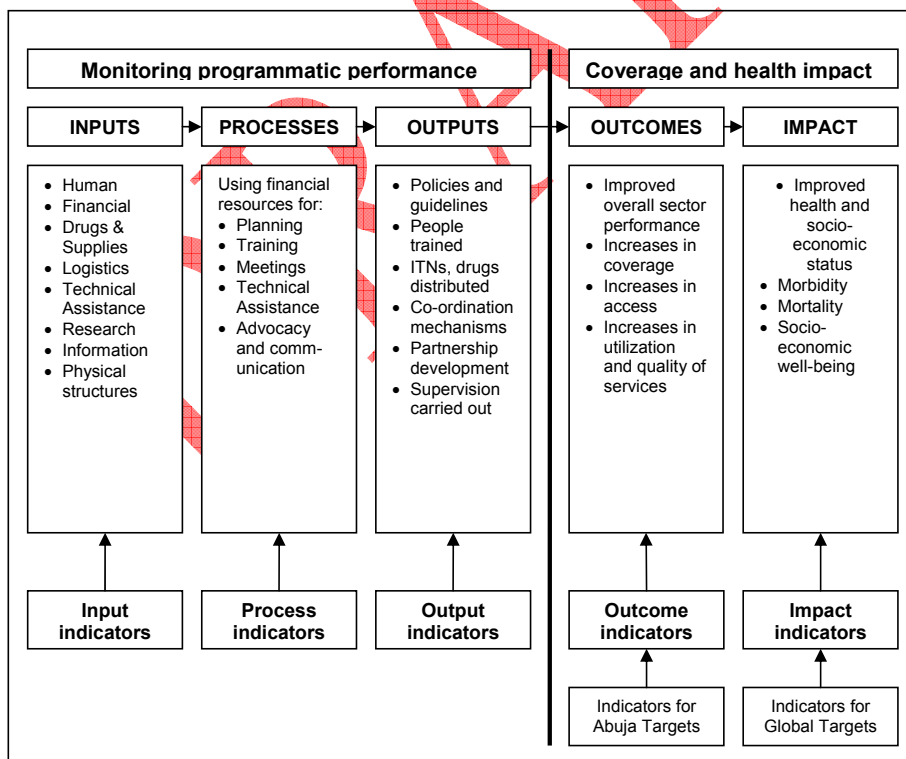 Monitoring programmatic performance
Coverage and health impact
INPUTS
PROCESSES
OUTPUTS
OUTCOMES
IMPACT
• Human
• Financial
• Drugs &
Supplies
• Logistics
• Technical
Assistance
• Research
• Information
• Physical
structures
Using financial
resources for:
• Planning
• Training
• Meetings
• Technical
Assistance
• Advocacy
and comm-
unication
• Policies and
guidelines
• People
trained
• ITNs, drugs
distributed
• Co-ordination
mechanisms
• Partnership
development
• Supervision
carried out
• Improved
overall sector
performance
• Increases in
coverage
• Increases in
access
• Increases in
utilization
and quality of
services
• Improved
health and
socio-
economic
status
• Morbidity
• Mortality
• Socio-
economic
well-being
Input
indicators
Process
indicators
Output
indicators
Outcome
indicators
Impact
indicators
Indicators for
Abuja Targets
Indicators for
Global Targets